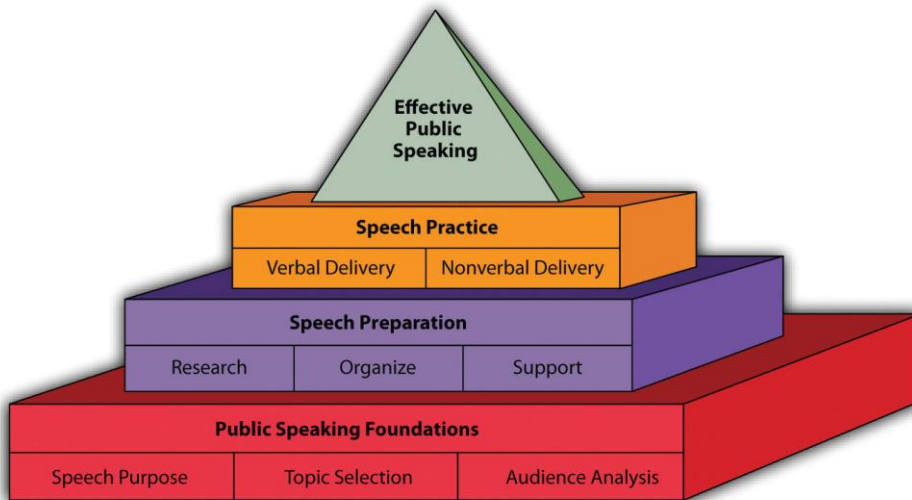 Effective
Public
Speaking
Speech Practice
Verbal Delivery
Nonverbal Delivery
Speech Preparation
Research
Organize
Support
Public Speaking Foundations
Speech Purpose
Topic Selection
Audience Analysis